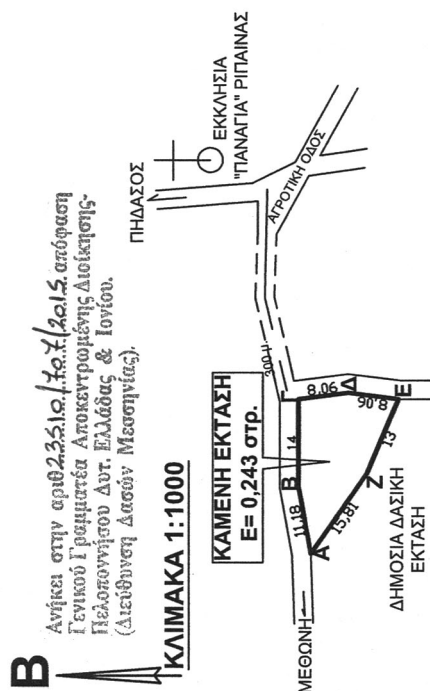 Β
Ανήκει στην αριθ 23510/707/2015 απόφαση
Γενικού Γραμματέα Αποκεντρωμένης Διοίκησης-
Πελοποννήσου Δυτ. Ελλάδας & Ιονίου.
(Διεύθυνση Δασών Μεσσηνίας).
ΚΛΙΜΑΚΑ 1:1000
ΠΗΔΑΣΟΣ
ΕΚΚΛΗΣΙΑ
"ΠΑΝΑΓΙΑ" ΡΙΠΑΙΝΑΣ
ΑΓΡΟΤΙΚΗ ΟΔΟΣ
300 μ.
ΚΑΜΕΝΗ ΕΚΤΑΣΗ
Ε= 0,243 στρ.
ΜΕΘΩΝΗ
Α
11,18
Β
14
Γ
8,06
Δ
8,06
Ε
13
Ζ
15,81
ΔΗΜΟΣΙΑ ΔΑΣΙΚΗ
ΕΚΤΑΣΗ